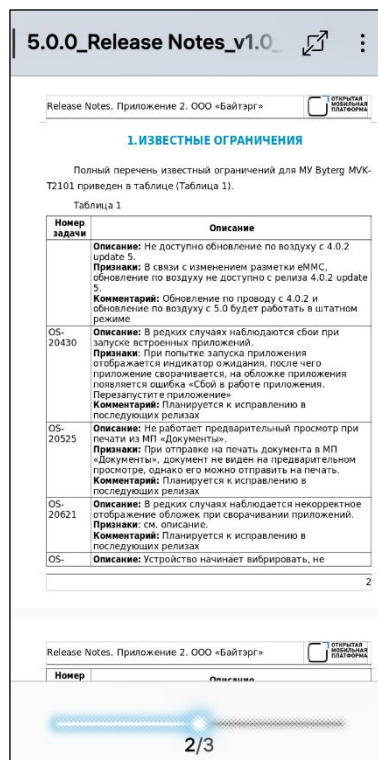 5.0.0_Release Notes_v1.0_
Release Notes. Приложение 2. ООО «Байтэрг»
ОТКРЫТАЯ
МОБИЛЬНАЯ
ПЛАТФОРМА
1. ИЗВЕСТНЫЕ ОГРАНИЧЕНИЯ
Полный перечень известный ограничений для МУ Byterg MVK-
T2101 приведен в таблице (Таблица 1).
Таблица 1
Номер
задачи
Описание
Описание: Не доступно обновление по воздуху с 4.0.2
update 5.
Признаки: В связи с изменением разметки eMMC,
обновление по воздуху не доступно с релиза 4.0.2 update
5.
Комментарий: Обновление по проводу с 4.0.2 и
обновление по воздуху с 5.0 будет работать в штатном
режиме
OS-
20430
Описание: В редких случаях наблюдаются сбои при
запуске встроенных приложений.
Признаки: При попытке запуска приложения
отображается индикатор ожидания, после чего
приложение сворачивается, на обложке приложения
появляется ошибка «Сбой в работе приложения.
Перезапустите приложение»
Комментарий: Планируется к исправлению в
последующих релизах
OS-
20525
Описание: Не работает предварительный просмотр при
печати из МП «Документы».
Признаки: При отправке на печать документа в МП
«Документы», документ не виден на предварительном
просмотре, однако его можно отправить на печать.
Комментарий: Планируется к исправлению в
последующих релизах
OS-
20621
Описание: В редких случаях наблюдается некорректное
отображение обложек при сворачивании приложений.
Признаки: см. описание.
Комментарий: Планируется к исправлению в
последующих релизах
OS-
Описание: Устройство начинает вибрировать, не
2
Release Notes. Приложение 2. ООО «Байтэрг»
ОТКРЫТАЯ
МОБИЛЬНАЯ
ПЛАТФОРМА
Номер
Описание
2/3